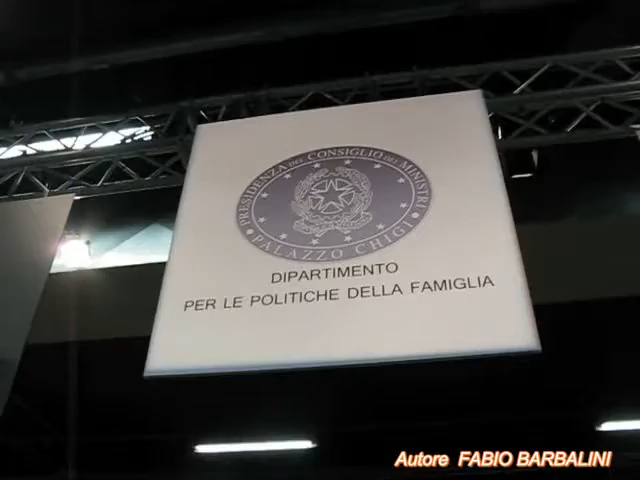 PRESIDENZA DEL CONSIGLIO DEI MINISTRI
PALAZZO CHIGI
DIPARTIMENTO
PER LE POLITICHE DELLA FAMIGLIA
Autore FABIO BARBALINI